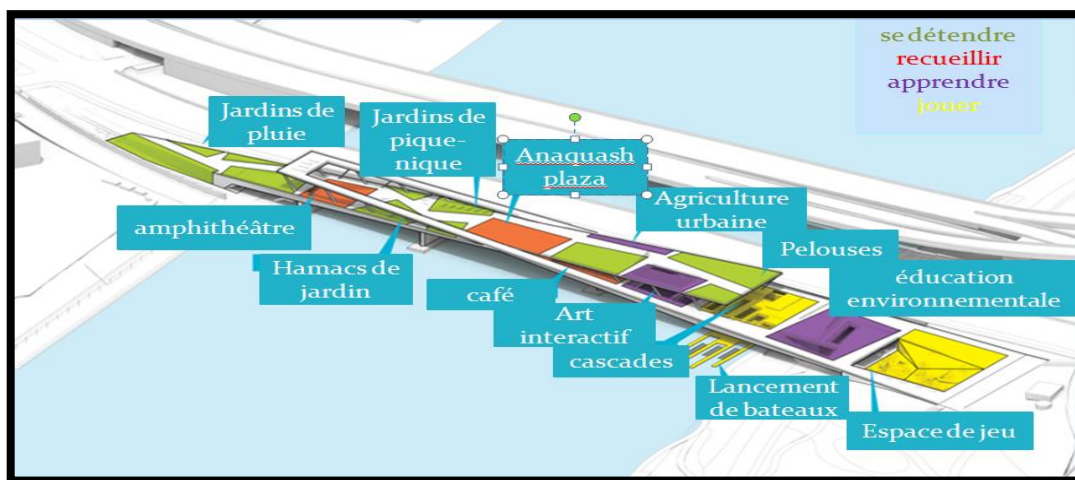 se détendre
recueillir
apprendre
jouer
Jardins de
pluie
Jardins de
pique-
nique
Anaquash
plaza
Agriculture
urbaine
Pelouses
éducation
environnementale
amphithéâtre
Hamacs de
jardin
café
Art
interactif
cascades
Lancement
de bateaux
Espace de jeu